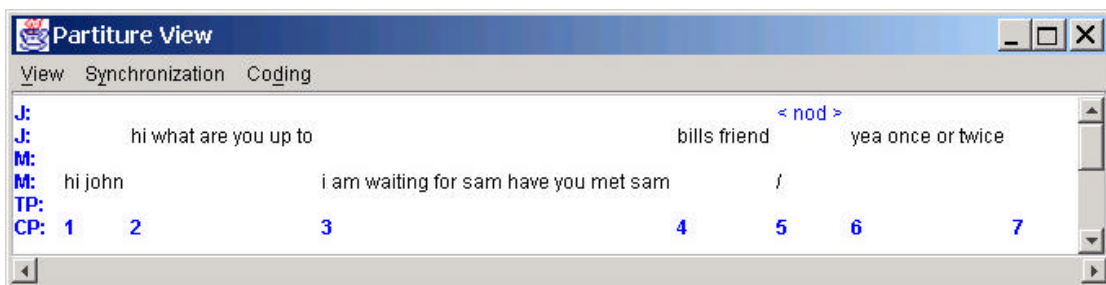 Partiture View
View Synchronization Coding
J: < nod >
J: hi what are you up to bills friend yea once or twice
M:
M: hi john i am waiting for sam have you met sam /
TP:
CP: 1 2 3 4 5 6 7